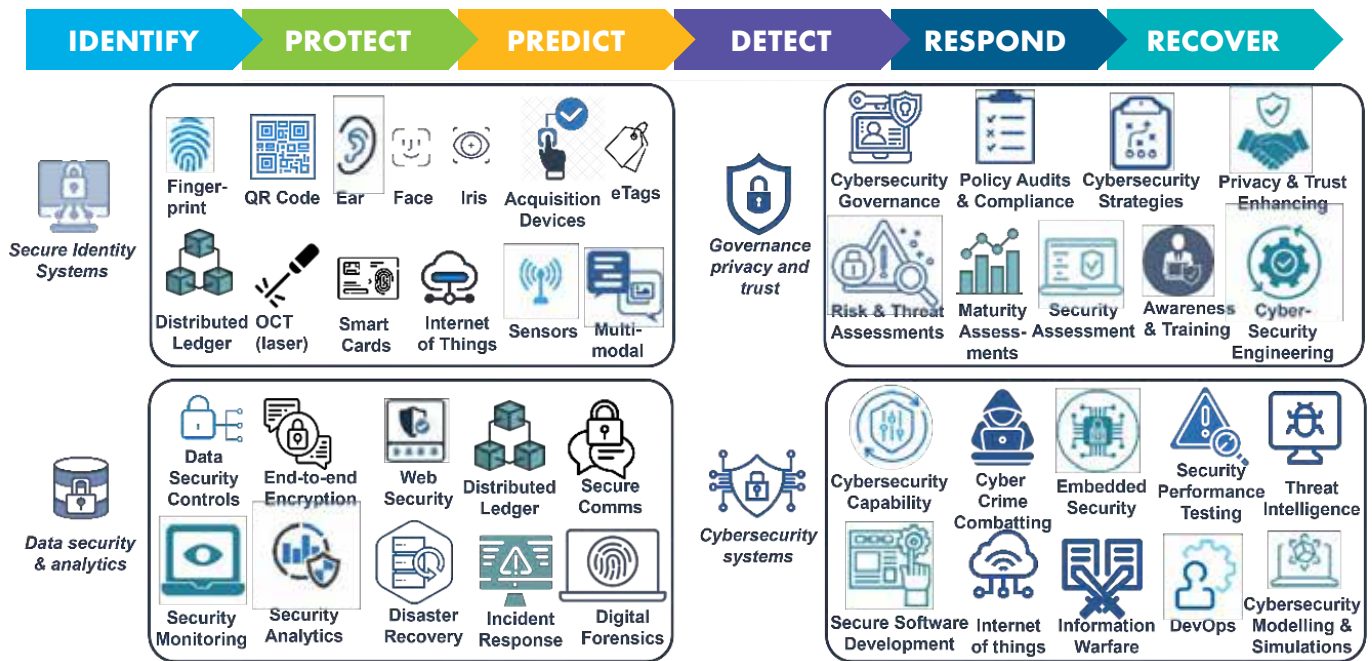 IDENTIFY PROTECT PREDICT DETECT RESPOND RECOVER
Secure Identity
Systems
Finger-
print
QR Code
Ear
Face
Iris
Acquisition
Devices
eTags
Distributed
Ledger
OCT
(laser)
Smart
Cards
Internet
of Things
Sensors
Multi-
modal
Governance
privacy and
trust
Cybersecurity
Governance
Policy Audits
& Compliance
Cybersecurity
Strategies
Privacy & Trust
Enhancing
Risk & Threat
Assessments
Maturity
Assess-
ments
Security
Assessment
Awareness
& Training
Cyber-
Security
Engineering
Data security
& analytics
Data
Security
Controls
End-to-end
Encryption
Web
Security
Distributed
Ledger
Secure
Comms
Security
Monitoring
Security
Analytics
Disaster
Recovery
Incident
Response
Digital
Forensics
Cybersecurity
systems
Cybersecurity
Capability
Cyber
Crime
Combatting
Embedded
Security
Security
Performance
Testing
Threat
Intelligence
Secure Software
Development
Internet
of things
Information
Warfare
DevOps
Cybersecurity
Modelling &
Simulations